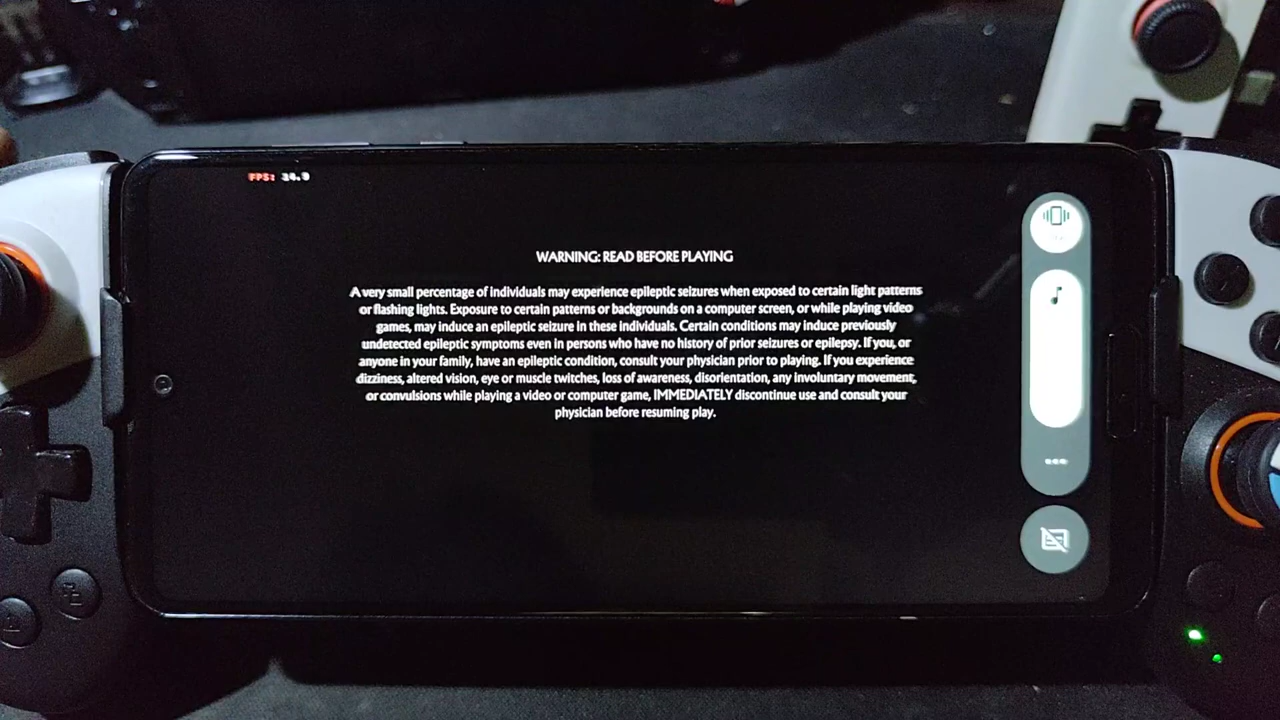 FPS: 14.9
WARNING: READ BEFORE PLAYING
A very small percentage of individuals may experience epileptic seizures when exposed to certain light patterns
or flashing lights. Exposure to certain patterns or backgrounds on a computer screen, or while playing video
games, may induce an epileptic seizure in these individuals. Certain conditions may induce previously
undetected epileptic symptoms even in persons who have no history of prior seizures or epilepsy. If you, or
anyone in your family, have an epileptic condition, consult your physician prior to playing. If you experience
dizziness, altered vision, eye or muscle twitches, loss of awareness, disorientation, any involuntary movement,
or convulsions while playing a video or computer game, IMMEDIATELY discontinue use and consult your
physician before resuming play.